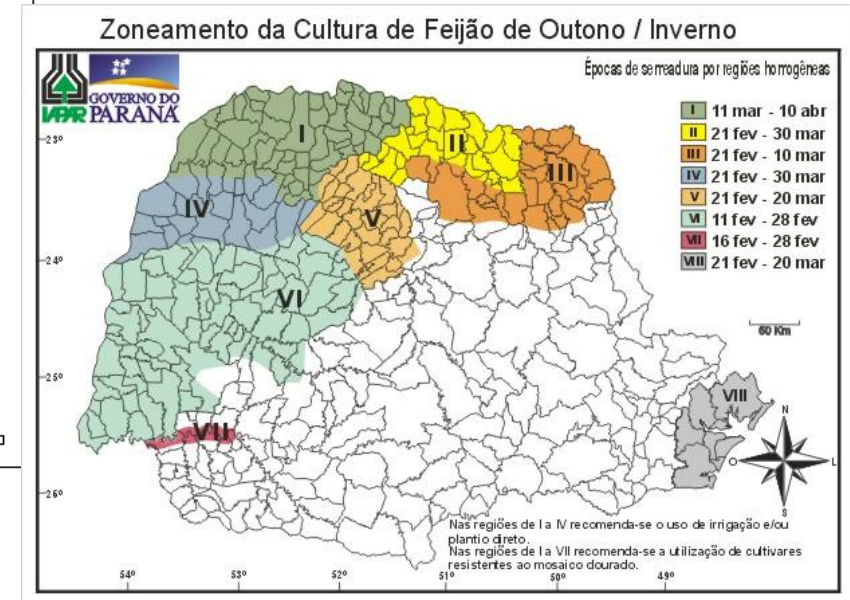 Zoneamento da Cultura de Feijão de Outono / Inverno
IAPAR
GOVERNO DO
PARANÁ
Épocas de semeadura por regiões homogêneas
I 11 mar - 10 abr
II 21 fev - 30 mar
III 21 fev - 10 mar
IV 21 fev - 30 mar
V 21 fev - 20 mar
VI 11 fev - 28 fev
VII 16 fev - 28 fev
VIII 21 fev - 20 mar
60 Km
I
II
III
IV
V
VI
VII
VIII
23º
24º
25º
26º
N
O
L
S
Nas regiões de I a IV recomenda-se o uso de irrigação e/ou
plantio direto.
Nas regiões de I a VII recomenda-se a utilização de cultivares
resistentes ao mosaico dourado.
54º 53º 52º 51º 50º 49º